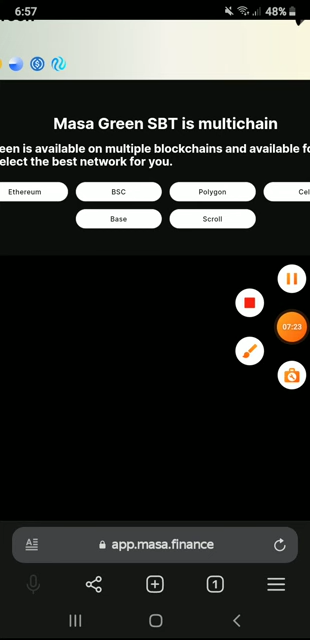 6:57
48%
Masa Green SBT is multichain
een is available on multiple blockchains and available fo
elect the best network for you.
Ethereum
BSC
Polygon
Cel
Base
Scroll
07:23
app.masa.finance
1